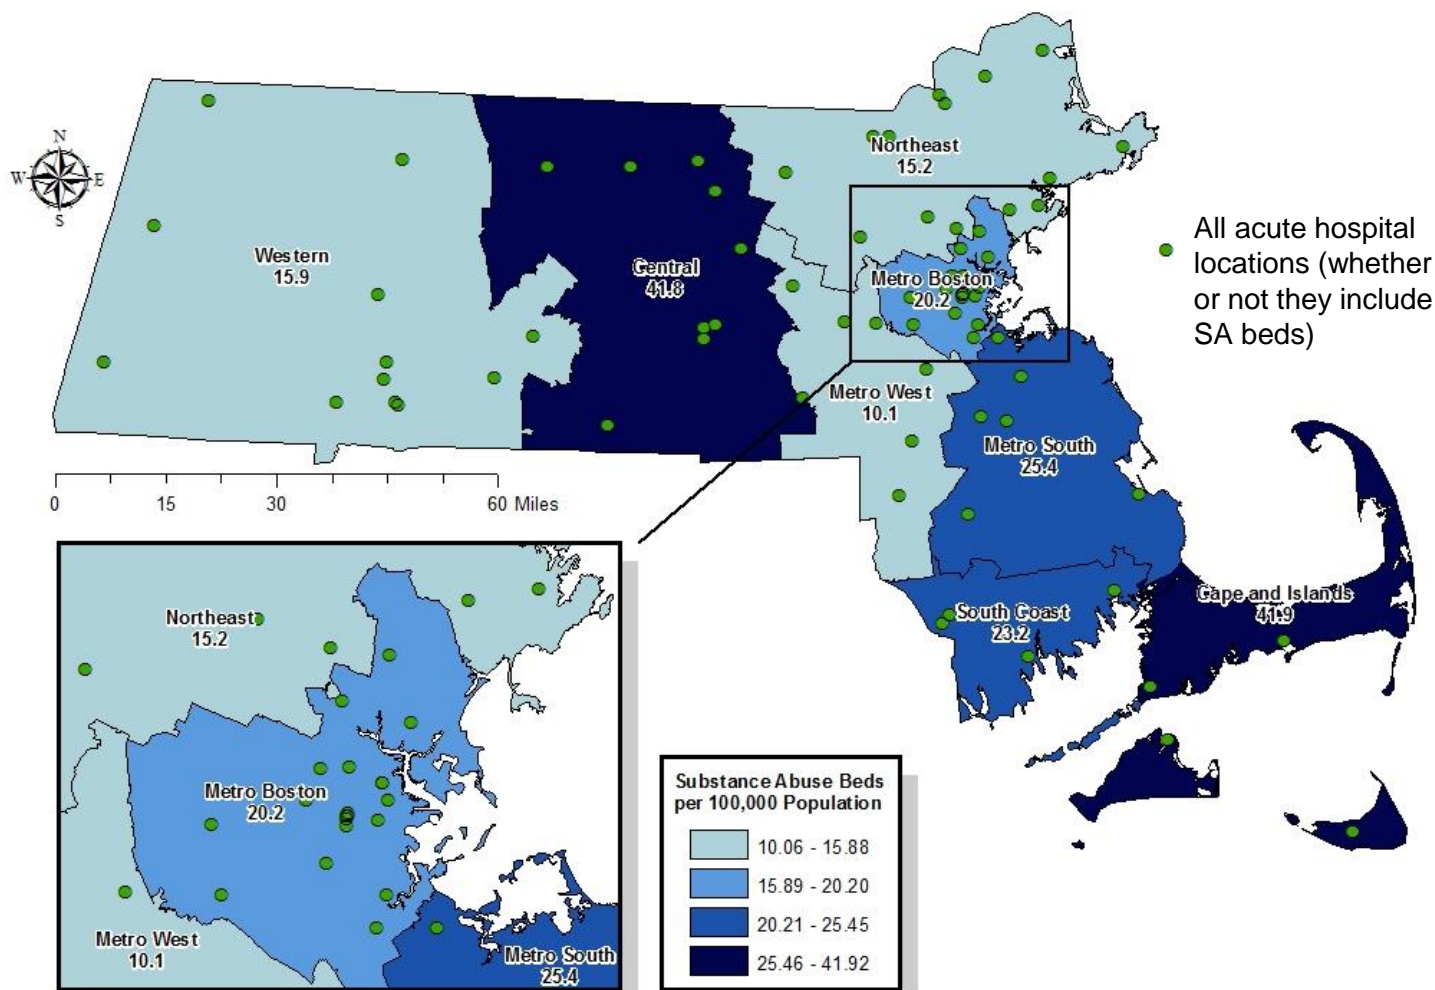 N
W
E
S
Northeast
15.2
Western
15.9
Central
41.8
Metro Boston
20.2
Metro West
10.1
Metro South
25.4
South Coast
23.2
Cape and Islands
41.9
All acute hospital
locations (whether
or not they include
SA beds)
0 15 30 60 Miles
Northeast
15.2
Metro Boston
20.2
Metro West
10.1
Metro South
25.4
Substance Abuse Beds
per 100,000 Population
10.06 - 15.88
15.89 - 20.20
20.21 - 25.45
25.46 - 41.92